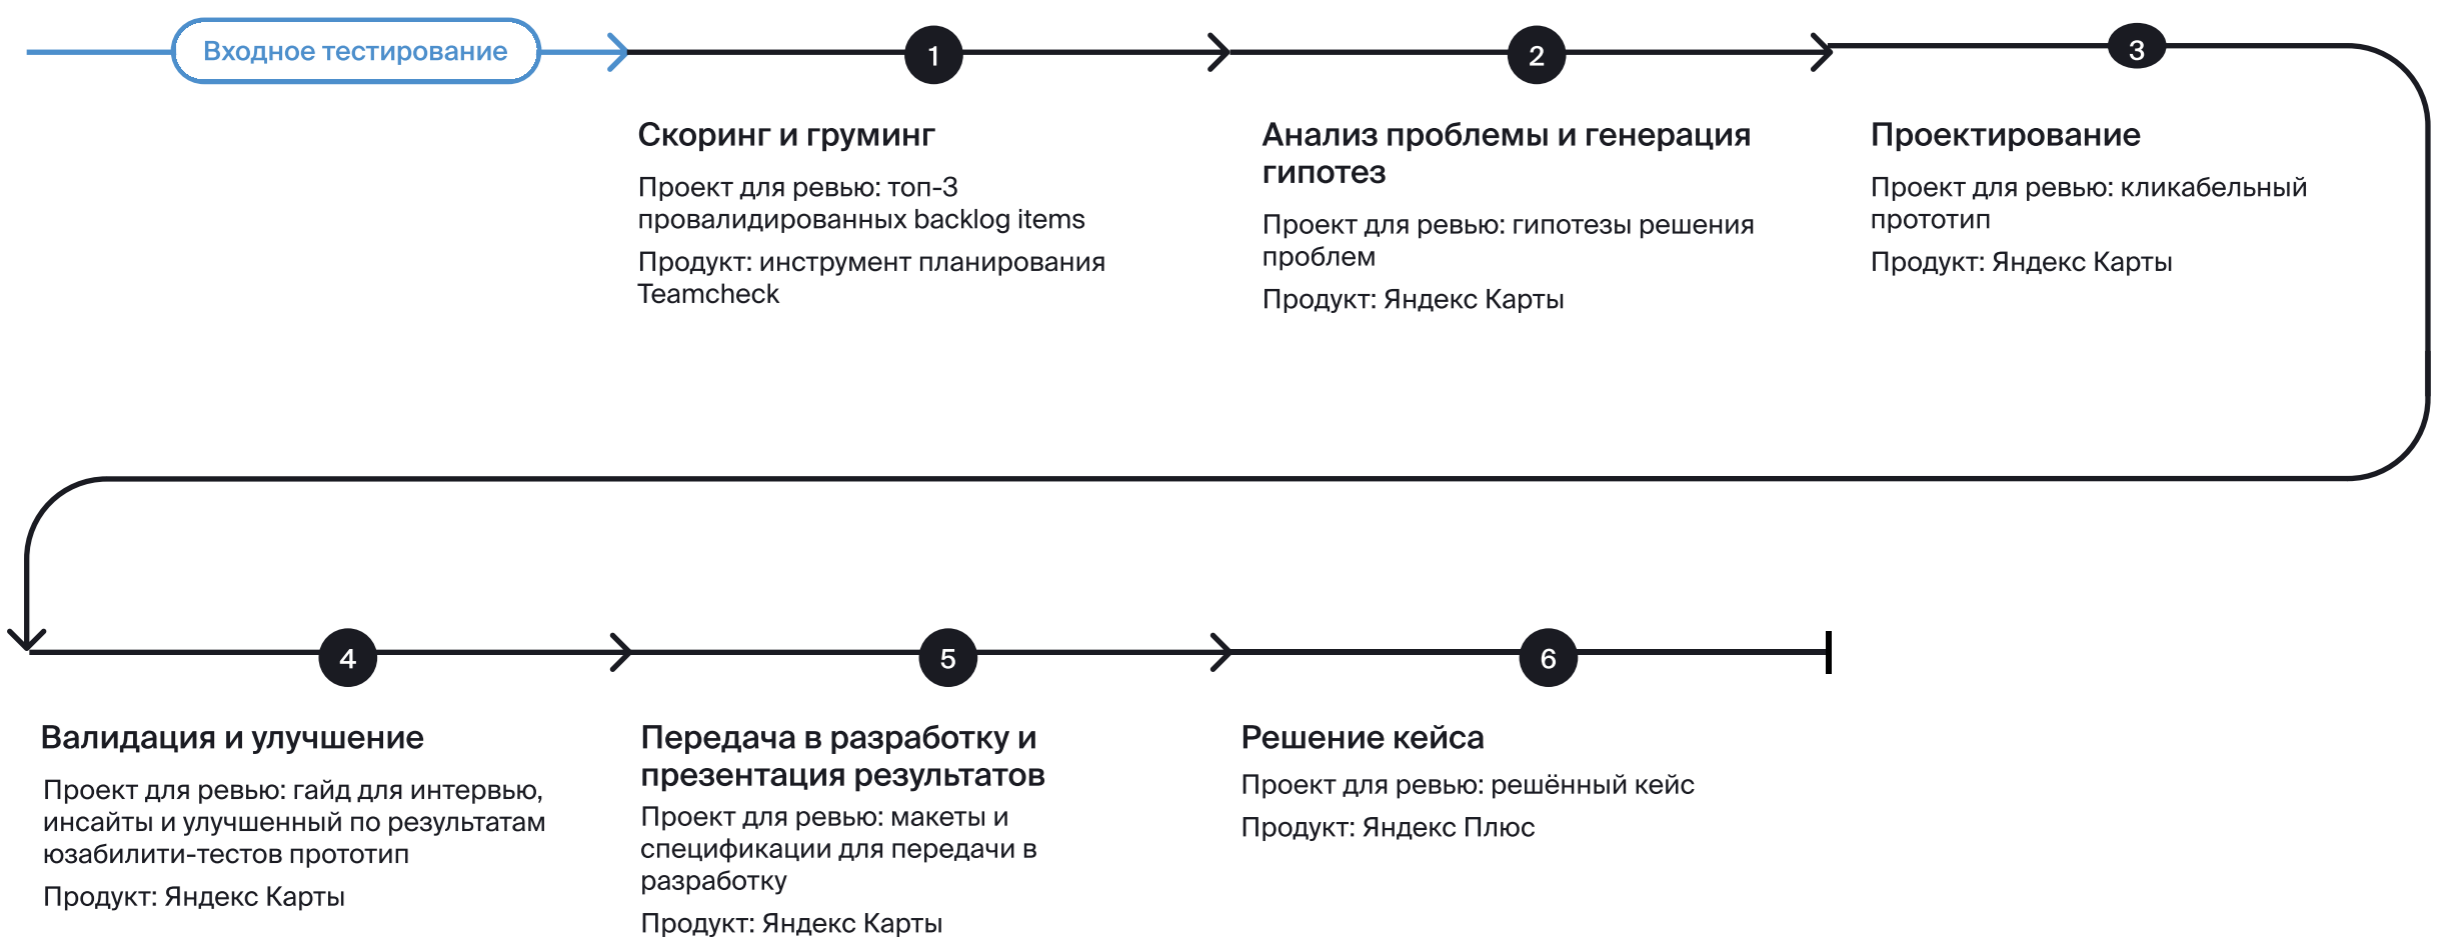 Входное тестирование
1
2
3
Скоринг и груминг
Проект для ревью: топ-3
провалидированных backlog items
Продукт: инструмент планирования
Teamcheck
Анализ проблемы и генерация
гипотез
Проект для ревью: гипотезы решения
проблем
Продукт: Яндекс Карты
Проектирование
Проект для ревью: кликабельный
прототип
Продукт: Яндекс Карты
4
5
6
Валидация и улучшение
Проект для ревью: гайд для интервью,
инсайты и улучшенный по результатам
юзабилити-тестов прототип
Продукт: Яндекс Карты
Передача в разработку и
презентация результатов
Проект для ревью: макеты и
спецификации для передачи в
разработку
Продукт: Яндекс Карты
Решение кейса
Проект для ревью: решённый кейс
Продукт: Яндекс Плюс